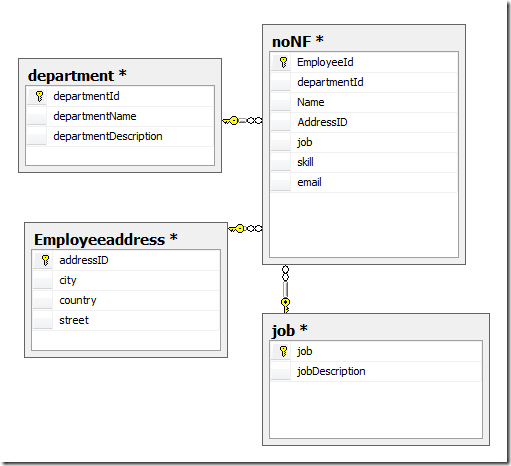 department *
departmentId
departmentName
departmentDescription
noNF *
EmployeeId
departmentId
Name
AddressID
job
skill
email
Employeeaddress *
addressID
city
country
street
job *
job
jobDescription